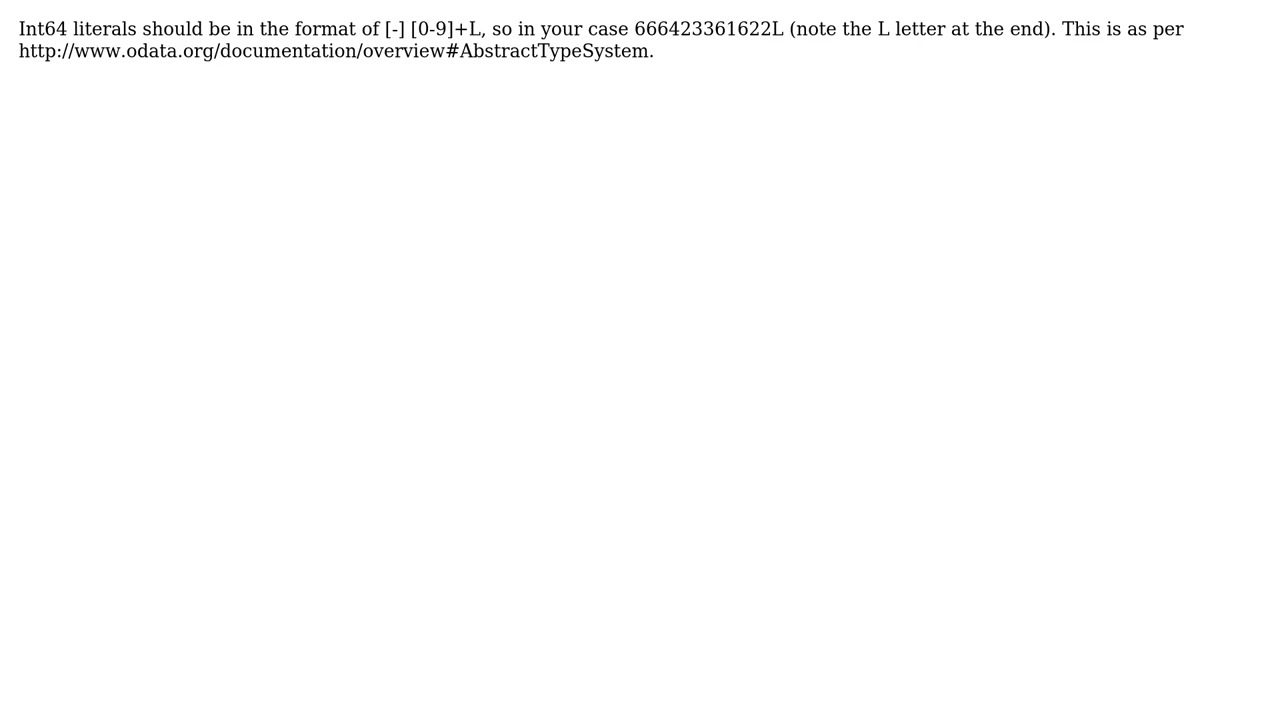 Int64 literals should be in the format of [-] [0-9]+L, so in your case 666423361622L (note the L letter at the end). This is as per
http://www.odata.org/documentation/overview#AbstractTypeSystem.